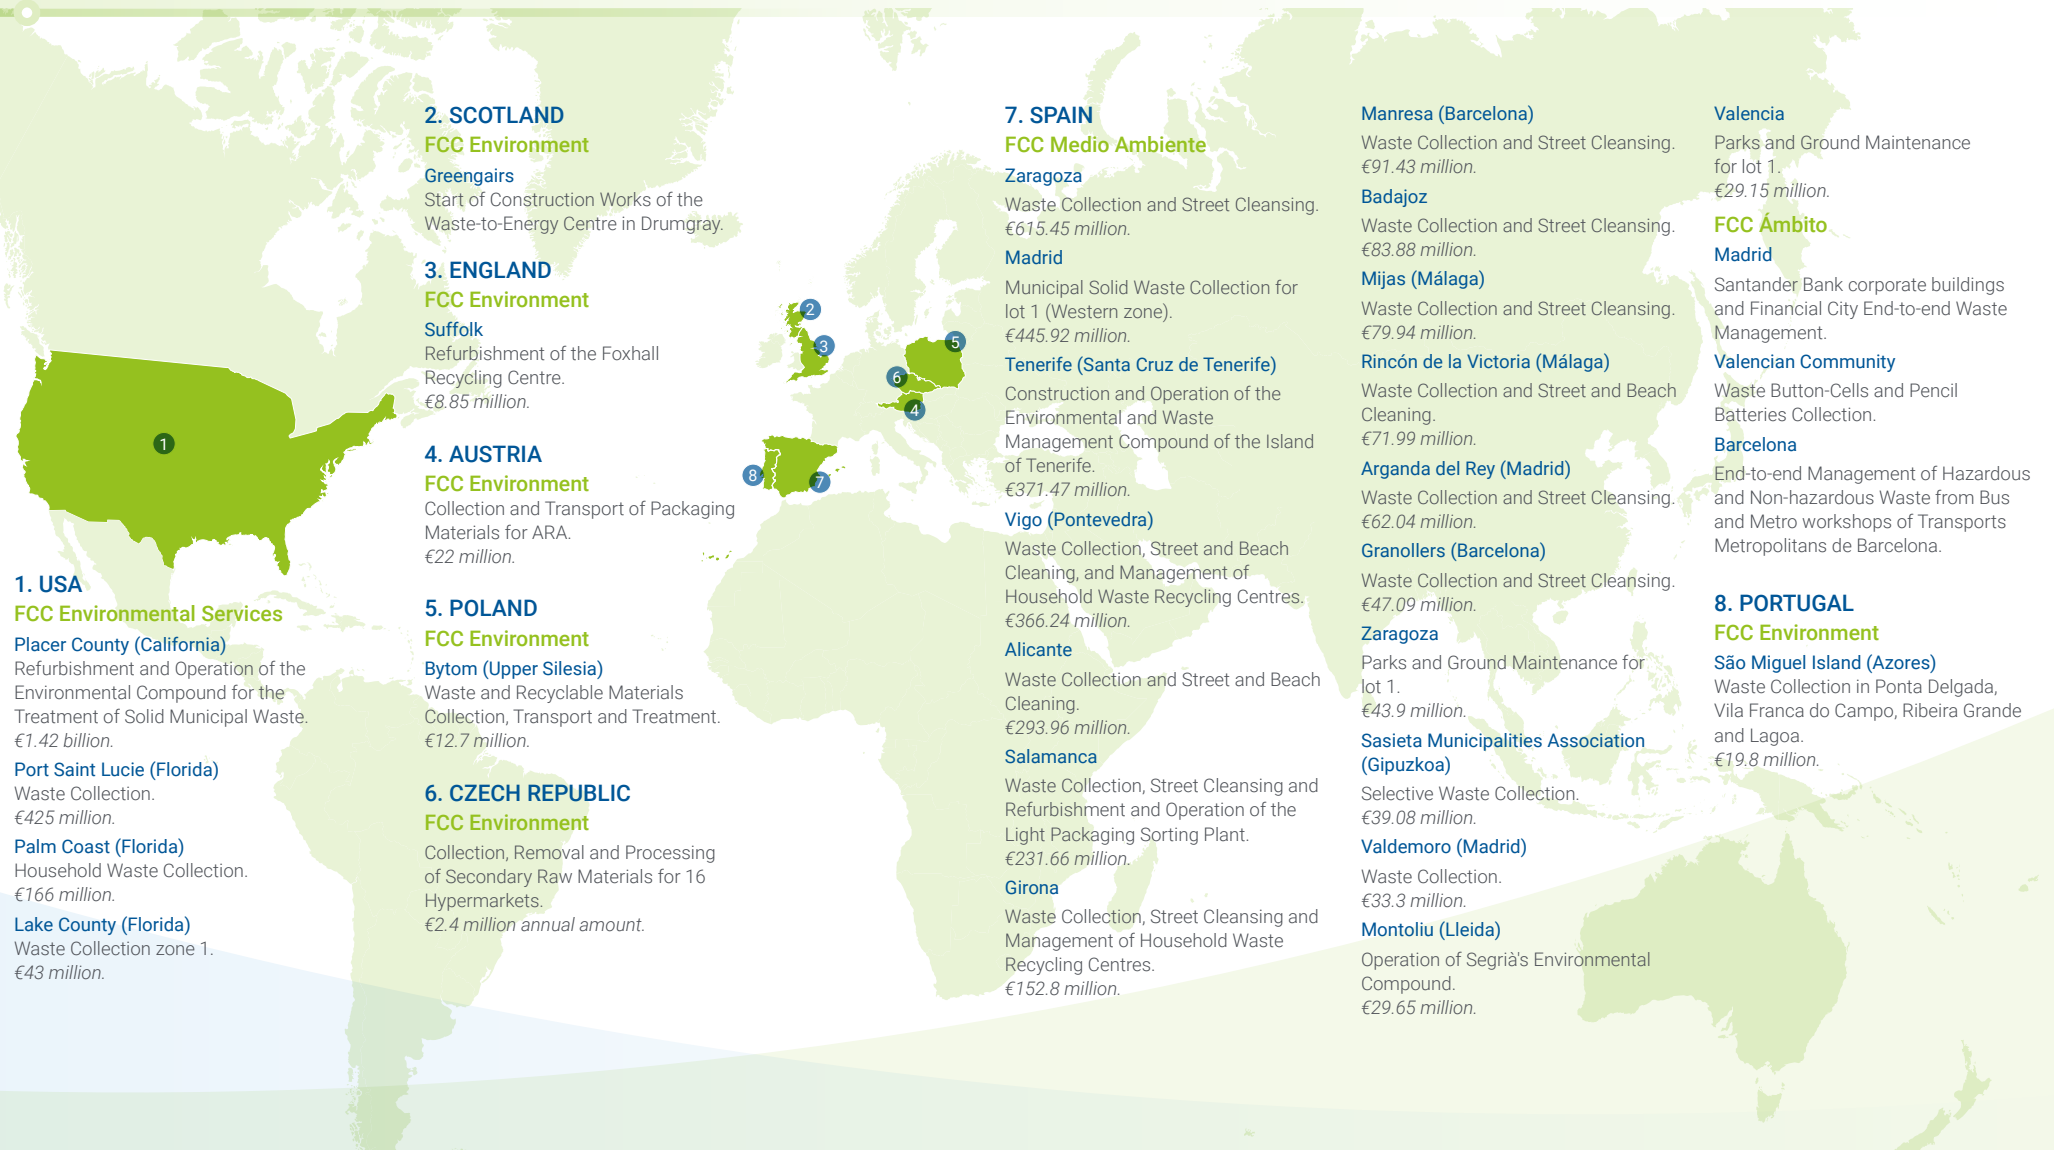 1. USA
FCC Environmental Services
Placer County (California)
Refurbishment and Operation of the
Environmental Compound for the
Treatment of Solid Municipal Waste.
€1.42 billion.
Port Saint Lucie (Florida)
Waste Collection.
€425 million.
Palm Coast (Florida)
Household Waste Collection.
€166 million.
Lake County (Florida)
Waste Collection zone 1.
€43 million.
2. SCOTLAND
FCC Environment
Greengairs
Start of Construction Works of the
Waste-to-Energy Centre in Drumgray.
3. ENGLAND
FCC Environment
Suffolk
Refurbishment of the Foxhall
Recycling Centre.
€8.85 million.
4. AUSTRIA
FCC Environment
Collection and Transport of Packaging
Materials for ARA.
€22 million.
5. POLAND
FCC Environment
Bytom (Upper Silesia)
Waste and Recyclable Materials
Collection, Transport and Treatment.
€12.7 million.
6. CZECH REPUBLIC
FCC Environment
Collection, Removal and Processing
of Secondary Raw Materials for 16
Hypermarkets.
€2.4 million annual amount.
1
2
3
5
6
4
8
7
7. SPAIN
FCC Medio Ambiente
Zaragoza
Waste Collection and Street Cleansing.
€615.45 million.
Madrid
Municipal Solid Waste Collection for
lot 1 (Western zone).
€445.92 million.
Tenerife (Santa Cruz de Tenerife)
Construction and Operation of the
Environmental and Waste
Management Compound of the Island
of Tenerife.
€371.47 million.
Vigo (Pontevedra)
Waste Collection, Street and Beach
Cleaning, and Management of
Household Waste Recycling Centres.
€366.24 million.
Alicante
Waste Collection and Street and Beach
Cleaning.
€293.96 million.
Salamanca
Waste Collection, Street Cleansing and
Refurbishment and Operation of the
Light Packaging Sorting Plant.
€231.66 million.
Girona
Waste Collection, Street Cleansing and
Management of Household Waste
Recycling Centres.
€152.8 million.
Manresa (Barcelona)
Waste Collection and Street Cleansing.
€91.43 million.
Badajoz
Waste Collection and Street Cleansing.
€83.88 million.
Mijas (Málaga)
Waste Collection and Street Cleansing.
€79.94 million.
Rincón de la Victoria (Málaga)
Waste Collection and Street and Beach
Cleaning.
€71.99 million.
Arganda del Rey (Madrid)
Waste Collection and Street Cleansing.
€62.04 million.
Granollers (Barcelona)
Waste Collection and Street Cleansing.
€47.09 million.
Zaragoza
Parks and Ground Maintenance for
lot 1.
€43.9 million.
Sasieta Municipalities Association
(Gipuzkoa)
Selective Waste Collection.
€39.08 million.
Valdemoro (Madrid)
Waste Collection.
€33.3 million.
Montoliu (Lleida)
Operation of Segrià's Environmental
Compound.
€29.65 million.
Valencia
Parks and Ground Maintenance
for lot 1.
€29.15 million.
FCC Ámbito
Madrid
Santander Bank corporate buildings
and Financial City End-to-end Waste
Management.
Valencian Community
Waste Button-Cells and Pencil
Batteries Collection.
Barcelona
End-to-end Management of Hazardous
and Non-hazardous Waste from Bus
and Metro workshops of Transports
Metropolitans de Barcelona.
8. PORTUGAL
FCC Environment
São Miguel Island (Azores)
Waste Collection in Ponta Delgada,
Vila Franca do Campo, Ribeira Grande
and Lagoa.
€19.8 million.